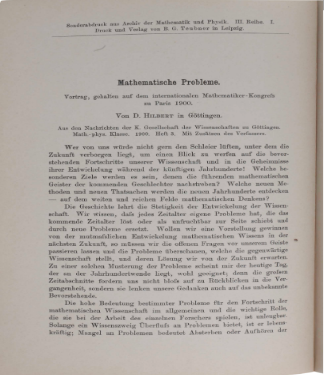 Sonderabdruck aus Archiv der Mathematik und Physik. III. Reihe. I.
Druck und Verlag von B. G. Teubner in Leipzig.
Mathematische Probleme.
Vortrag, gehalten auf dem internationalen Mathematiker-Kongreß
zu Paris 1900.
Von D. Hilbert in Göttingen.
Aus den Nachrichten der K. Gesellschaft der Wissenschaften zu Göttingen.
Math.-phys. Klasse. 1900. Heft 3. Mit Zusätzen des Verfassers.
Wer von uns würde nicht gern den Schleier lüften, unter dem die
Zukunft verborgen liegt, um einen Blick zu werfen auf die bevor-
stehenden Fortschritte unserer Wissenschaft und in die Geheimnisse
ihrer Entwickelung während der künftigen Jahrhunderte! Welche be-
sonderen Ziele werden es sein, denen die führenden mathematischen
Geister der kommenden Geschlechter nachstreben? Welche neuen Me-
thoden und neuen Thatsachen werden die neuen Jahrhunderte entdecken
— auf dem weiten und reichen Felde mathematischen Denkens?
Die Geschichte lehrt die Stetigkeit der Entwickelung der Wissen-
schaft. Wir wissen, daß jedes Zeitalter eigene Probleme hat, die das
kommende Zeitalter löst oder als unfruchtbar zur Seite schiebt und
durch neue Probleme ersetzt. Wollen wir eine Vorstellung gewinnen
von der mutmaßlichen Entwickelung mathematischen Wissens in der
nächsten Zukunft, so müssen wir die offenen Fragen vor unserem Geiste
passieren lassen und die Probleme überschauen, welche die gegenwärtige
Wissenschaft stellt, und deren Lösung wir von der Zukunft erwarten.
Zu einer solchen Musterung der Probleme scheint mir der heutige Tag,
der an der Jahrhundertwende liegt, wohl geeignet; denn die großen
Zeitabschnitte fordern uns nicht bloß auf zu Rückblicken in die Ver-
gangenheit, sondern sie lenken unsere Gedanken auch auf das unbekannte
Bevorstehende.
Die hohe Bedeutung bestimmter Probleme für den Fortschritt der
mathematischen Wissenschaft im allgemeinen und die wichtige Rolle,
die sie bei der Arbeit des einzelnen Forschers spielen, ist unleugbar.
Solange ein Wissenszweig Überfluß an Problemen bietet, ist er lebens-
kräftig; Mangel an Problemen bedeutet Absterben oder Aufhören der